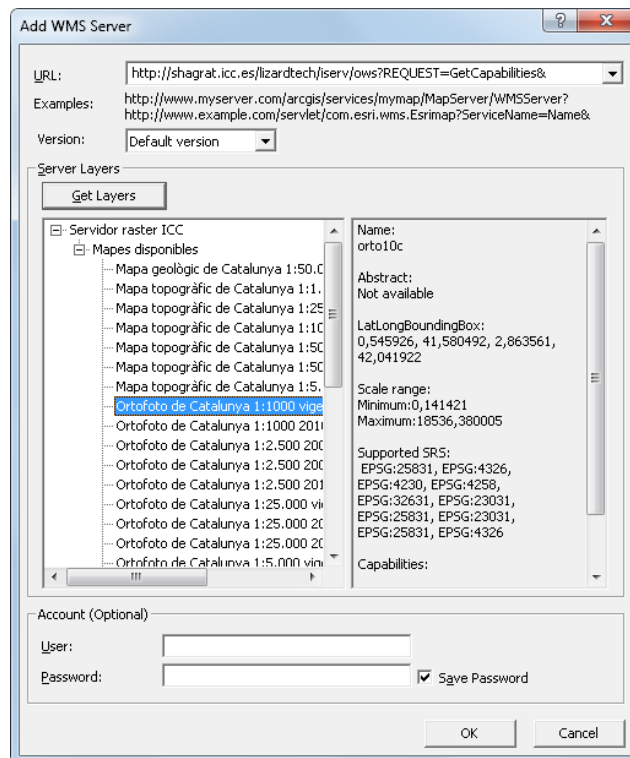 Add WMS Server
URL: http://shagrat.icc.es/lizardtech/iserv/ows?REQUEST=GetCapabilities&
Examples: http://www.myserver.com/arcgis/services/mymap/MapServer/WMSServer?
http://www.example.com/servlet/com.esri.wms.Esrimap?ServiceName=Name&
Version: Default version
Server Layers
Get Layers
Servidor raster ICC
Mapes disponibles
Mapa geològic de Catalunya 1:50.0
Mapa topogràfic de Catalunya 1:1.
Mapa topogràfic de Catalunya 1:25
Mapa topogràfic de Catalunya 1:10
Mapa topogràfic de Catalunya 1:50
Mapa topogràfic de Catalunya 1:50
Mapa topogràfic de Catalunya 1:5.
Ortofoto de Catalunya 1:1000 vige
Ortofoto de Catalunya 1:1000 2010
Ortofoto de Catalunya 1:2.500 200
Ortofoto de Catalunya 1:2.500 200
Ortofoto de Catalunya 1:2.500 201
Ortofoto de Catalunya 1:25.000 vi
Ortofoto de Catalunya 1:25.000 20
Ortofoto de Catalunya 1:25.000 20
Ortofoto de Catalunya 1:5.000 vig
Name:
orto10c
Abstract:
Not available
LatLongBoundingBox:
0,545926, 41,580492, 2,863561,
42,041922
Scale range:
Minimum:0,141421
Maximum:18536,380005
Supported SRS:
EPSG:25831, EPSG:4326,
EPSG:4230, EPSG:4258,
EPSG:32631, EPSG:23031,
EPSG:25831, EPSG:23031,
EPSG:25831, EPSG:4326
Capabilities:
Account (Optional)
User:
Password:
Save Password
OK Cancel